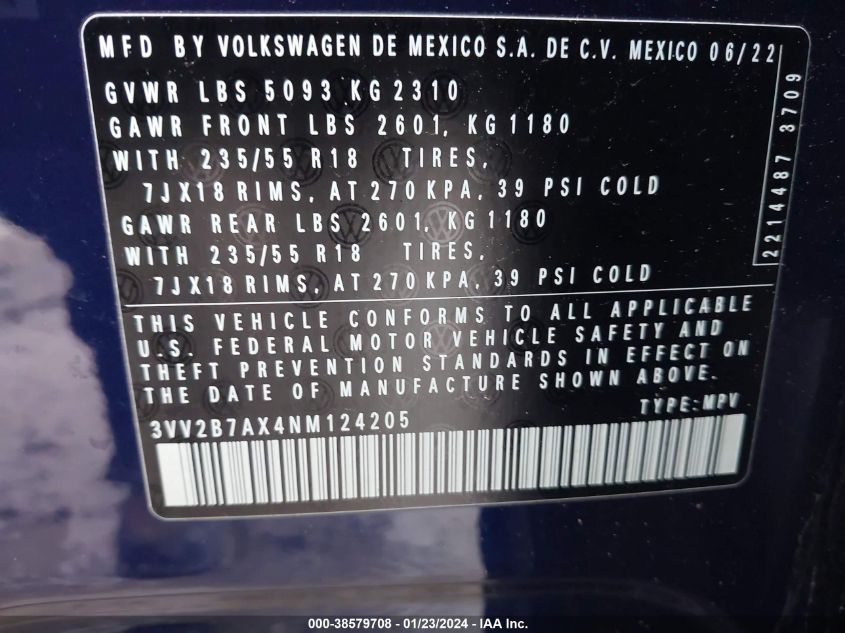 MFD BY VOLKSWAGEN DE MEXICO S.A. DE C.V. MEXICO 06/22
GVWR LBS 5093 KG 2310
GAWR FRONT LBS 2601, KG 1180
WITH 235/55 R18 TIRES,
7JX18 RIMS, AT 270 KPA, 39 PSI COLD
GAWR REAR LBS 2601, KG 1180
WITH 235/55 R18 TIRES,
7JX18 RIMS, AT 270 KPA, 39 PSI COLD
2214487 3709
THIS VEHICLE CONFORMS TO ALL APPLICABLE
U.S. FEDERAL MOTOR VEHICLE SAFETY AND
THEFT PREVENTION STANDARDS IN EFFECT ON
THE DATE OF MANUFACTURE SHOWN ABOVE.
TYPE: MPV
3VV2B7AX4NM124205
000-38579708 - 01/23/2024 - IAA Inc.